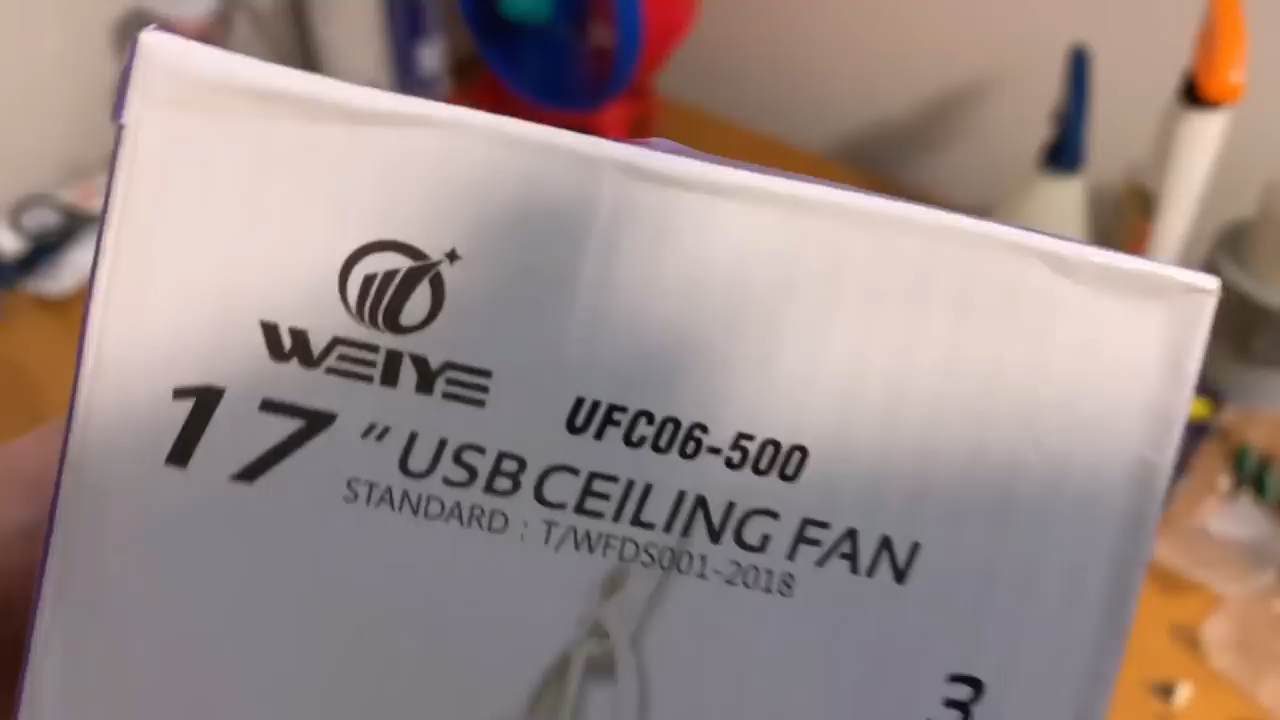 WEIYE
UFC06-500
17" USB CEILING FAN
STANDARD : T/WFDS001-2018
3